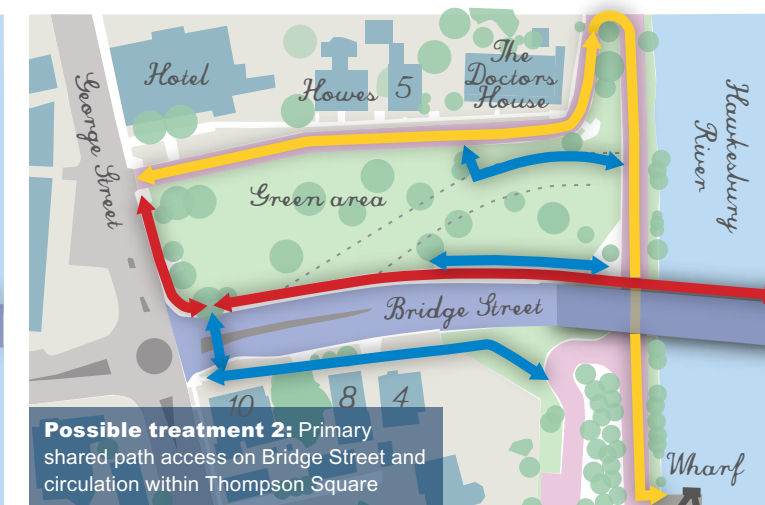 Hotel
Howes 5
The
Doctors
House
George Street
Hawkesbury
River
Green area
Bridge Street
10
8
4
Wharf
Possible treatment 2: Primary
shared path access on Bridge Street and
circulation within Thompson Square